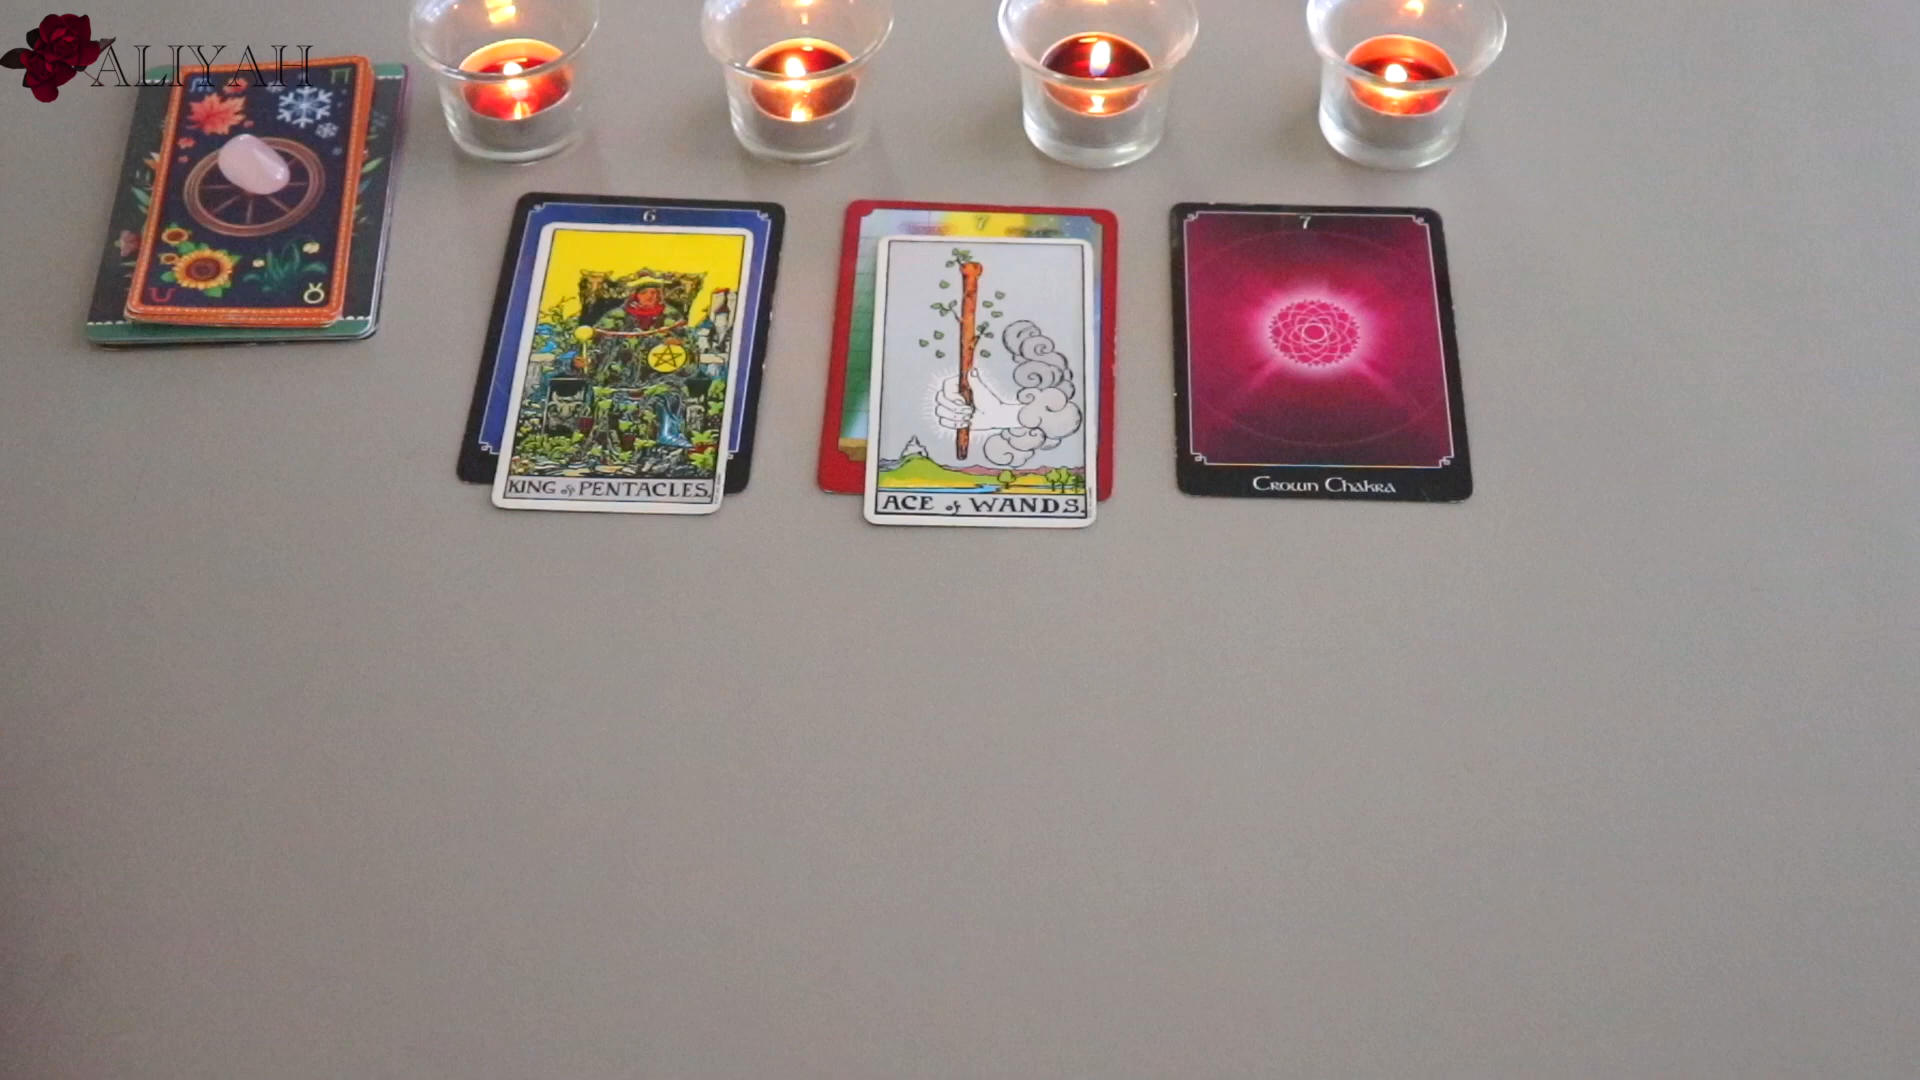 ALIYAH
6
KING of PENTACLES.
7
ACE of WANDS.
7
Crown Chakra